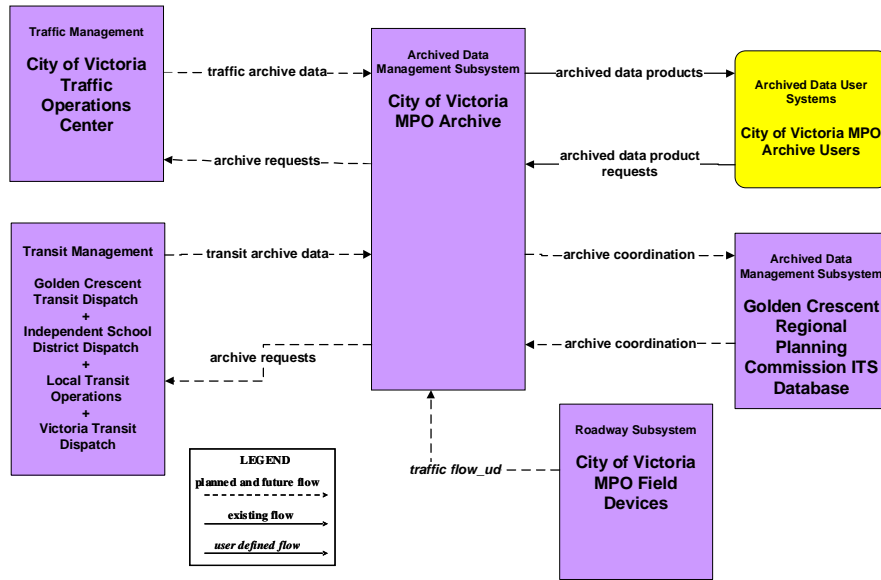 Traffic Management
City of Victoria
Traffic
Operations
Center
traffic archive data
archive requests
Archived Data
Management Subsystem
City of Victoria
MPO Archive
archived data products
archived data product
requests
Archived Data User
Systems
City of Victoria MPO
Archive Users
Transit Management
Golden Crescent
Transit Dispatch
+
Independent School
District Dispatch
+
Local Transit
Operations
+
Victoria Transit
Dispatch
transit archive data
archive requests
archive coordination
archive coordination
Archived Data
Management Subsystem
Golden Crescent
Regional
Planning
Commission ITS
Database
traffic flow_ud
Roadway Subsystem
City of Victoria
MPO Field
Devices
LEGEND
planned and future flow
existing flow
user defined flow